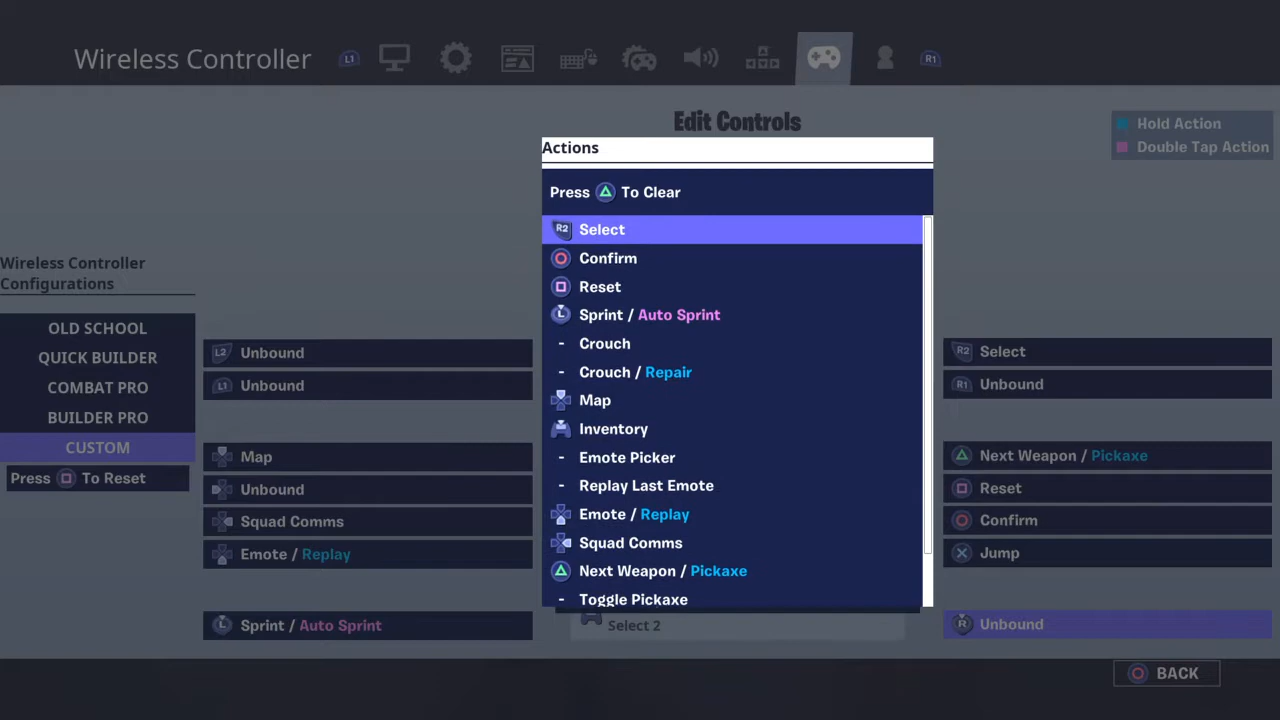 Wireless Controller
L1
R1
Edit Controls
Hold Action
Double Tap Action
Actions
Press To Clear
R2 Select
Confirm
Reset
L Sprint / Auto Sprint
- Crouch
- Crouch / Repair
Map
Inventory
- Emote Picker
- Replay Last Emote
Emote / Replay
Squad Comms
Next Weapon / Pickaxe
- Toggle Pickaxe
Wireless Controller
Configurations
OLD SCHOOL
QUICK BUILDER
COMBAT PRO
BUILDER PRO
CUSTOM
Press To Reset
L2 Unbound
L1 Unbound
Map
Unbound
Squad Comms
Emote / Replay
L Sprint / Auto Sprint
Select 2
R2 Select
R1 Unbound
Next Weapon / Pickaxe
Reset
Confirm
Jump
R Unbound
BACK